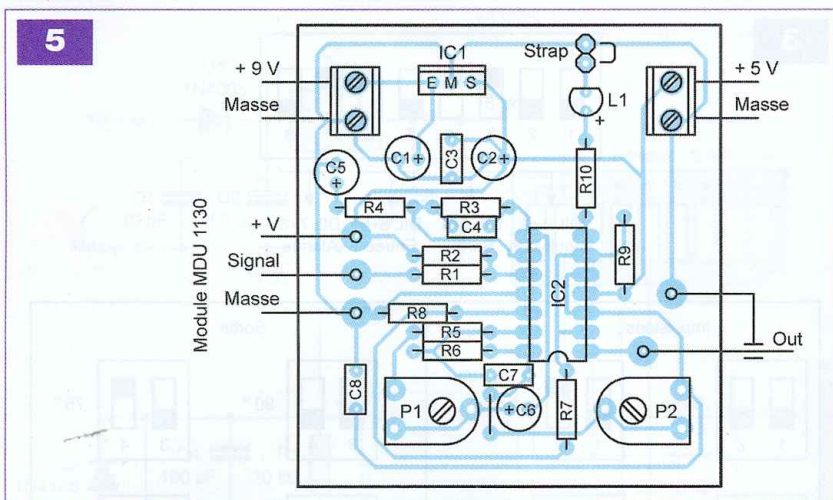 5
IC1
Strap
+ 9 V
E M S
+ 5 V
Masse
L1
+
Masse
C5
+
C1+
C3
C2+
R10
R4
R3
C4
R9
+ V
R2
Signal
R1
IC2
Masse
R8
Module MDU 1130
R5
R6
Out
C7
C8
P1
+C6
R7
P2